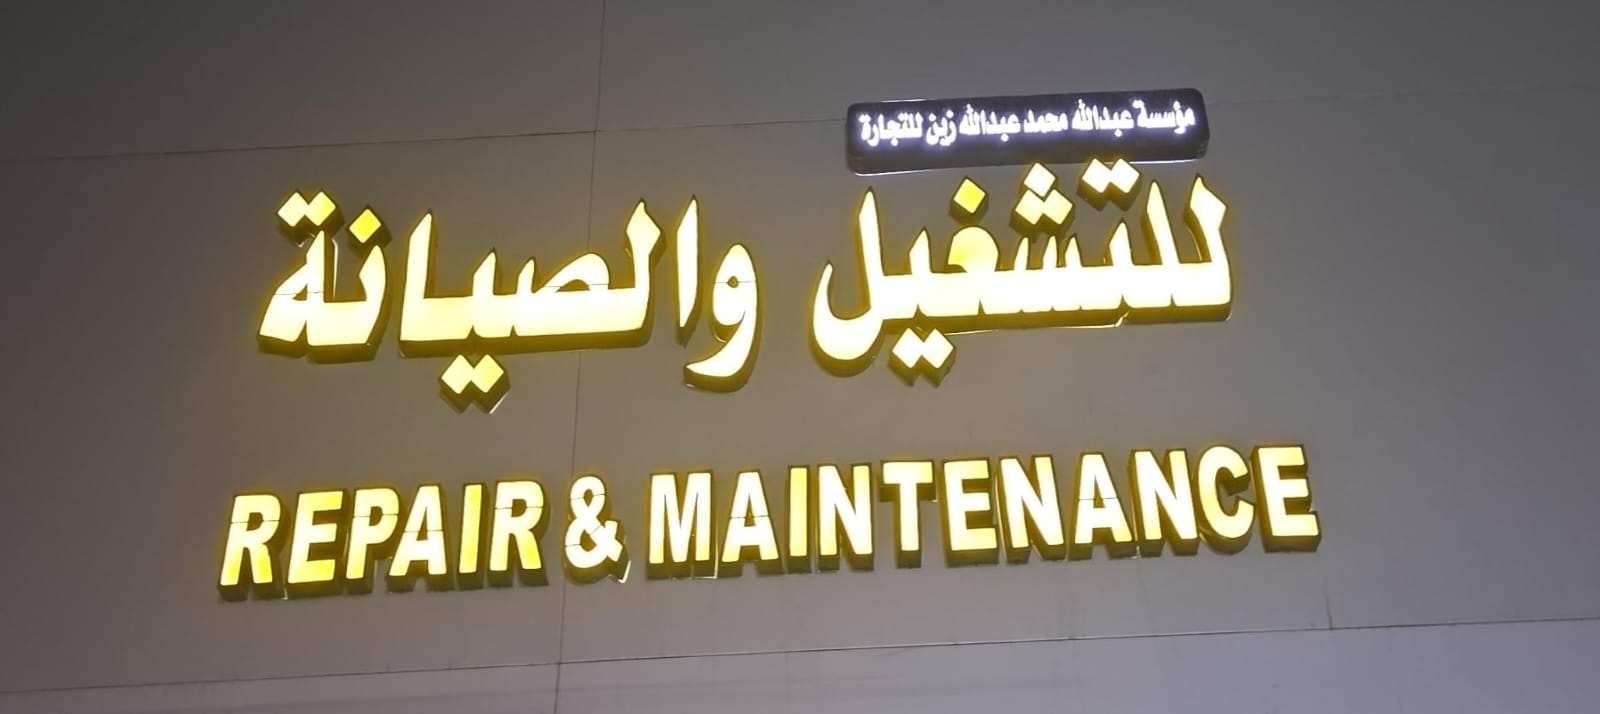 مؤسسة عبدالله محمد عبدالله زين للتجارة
للتشغيل والصيانة
REPAIR & MAINTENANCE